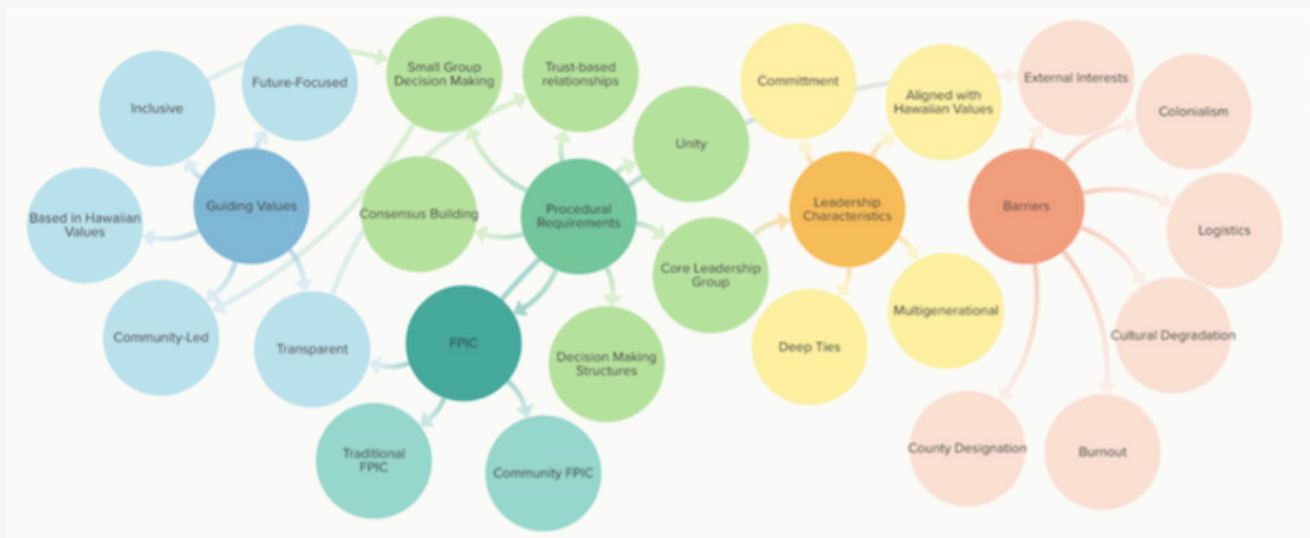 Inclusive
Future-Focused
Small Group
Decision Making
Trust-based
relationships
Committment
Aligned with
Hawaiian Values
External Interests
Colonialism
Based in Hawaiian
Values
Guiding Values
Consensus Building
Procedural
Requirements
Unity
Leadership
Characteristics
Barriers
Logistics
Core Leadership
Group
Community-Led
Transparent
FPIC
Decision Making
Structures
Deep Ties
Multigenerational
Cultural Degradation
Traditional
FPIC
Community FPIC
County Designation
Burnout